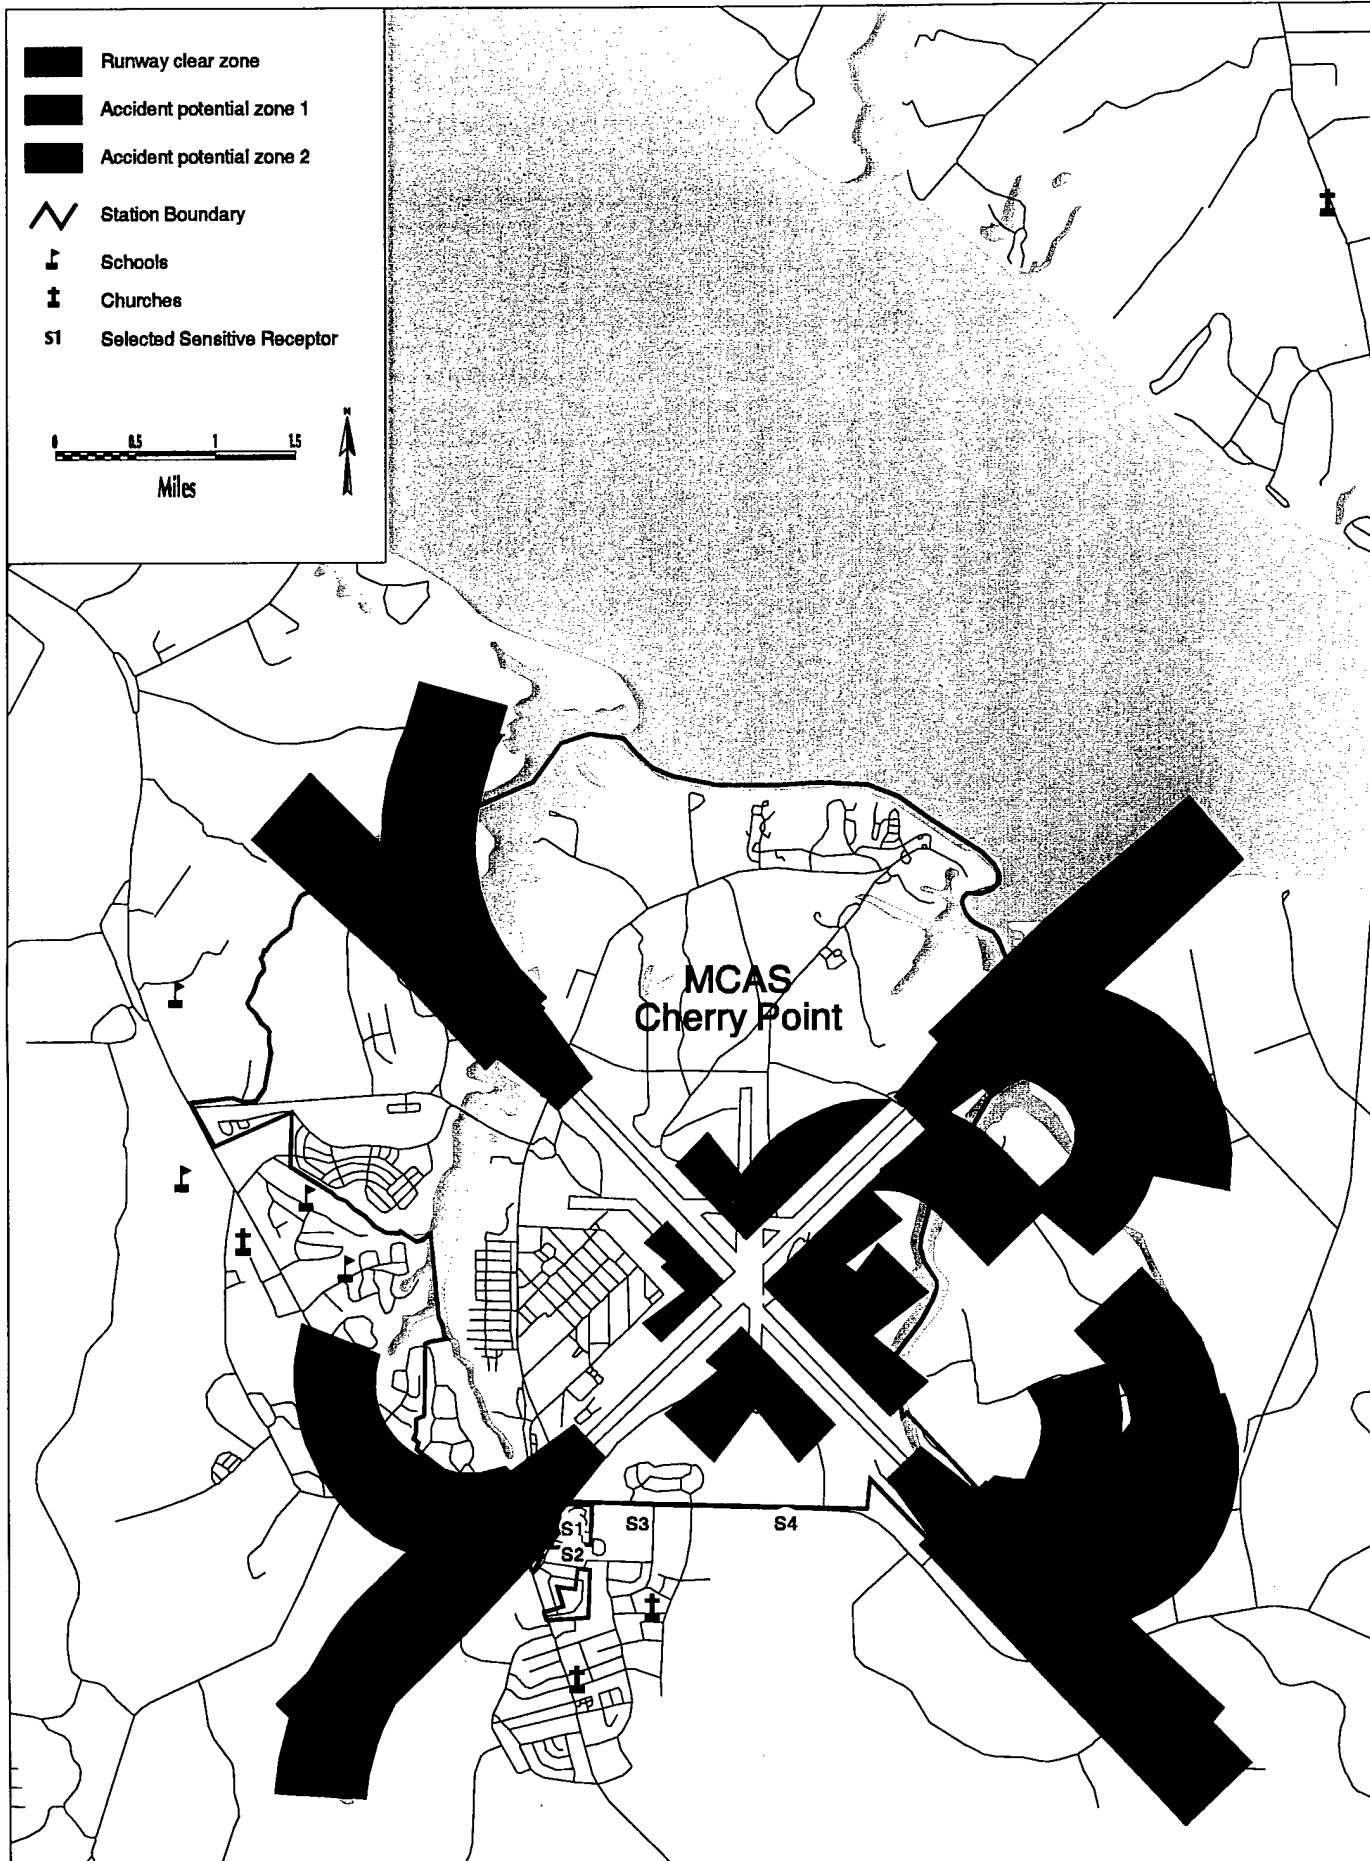 Runway clear zone
Accident potential zone 1
Accident potential zone 2
Station Boundary
Schools
Churches
S1 Selected Sensitive Receptor
N
0 0.5 1 1.5
Miles
MCAS
Cherry Point
S1 S3 S4
S2